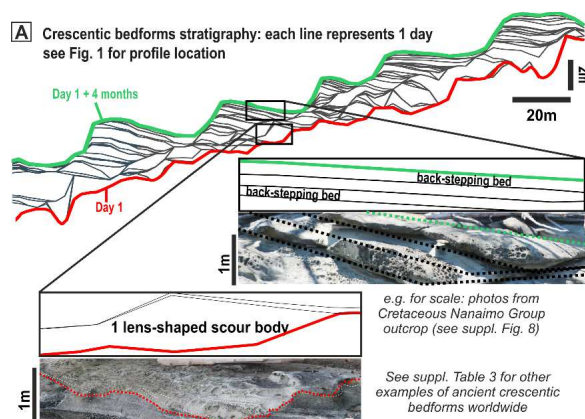 A Crescentic bedforms stratigraphy: each line represents 1 day
see Fig. 1 for profile location
2m
20m
Day 1 + 4 months
Day 1
back-stepping bed
back-stepping bed
1m
1 lens-shaped scour body
1m
e.g. for scale: photos from
Cretaceous Nanaimo Group
outcrop (see suppl. Fig. 8)
See suppl. Table 3 for other
examples of ancient crescentic
bedforms worldwide